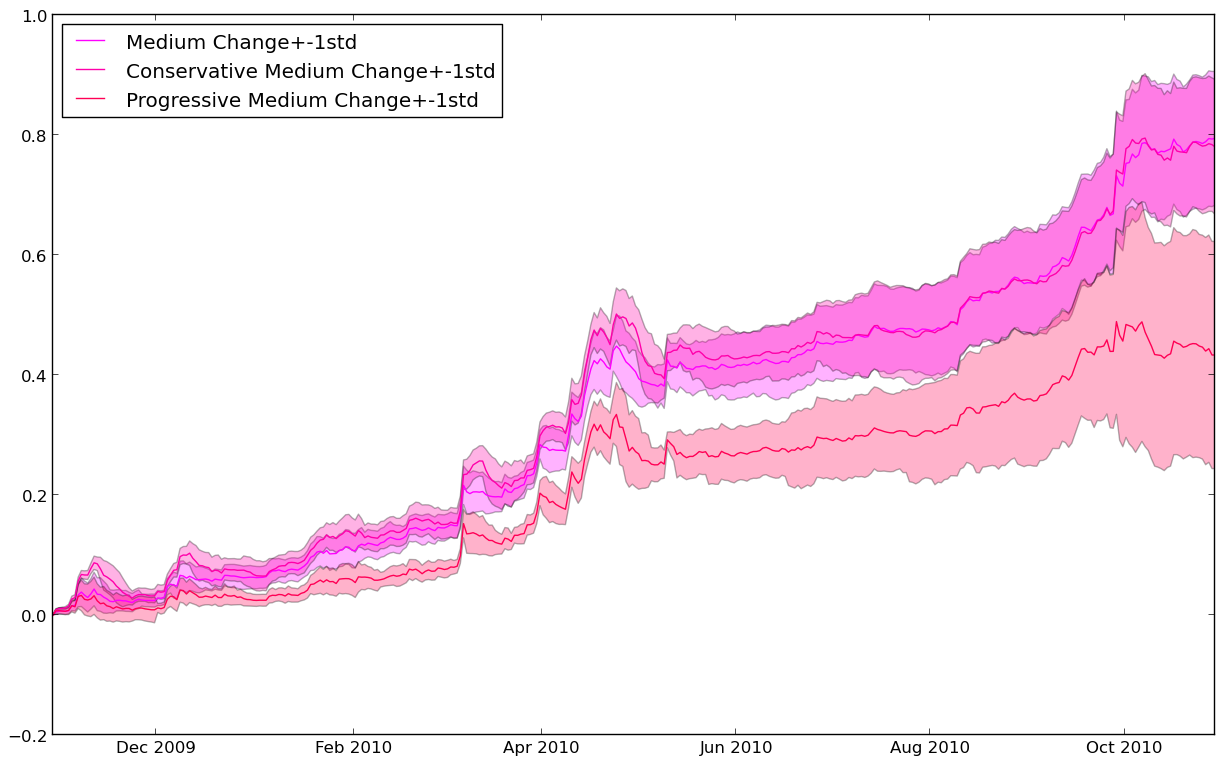 1.0
Medium Change+-1std
Conservative Medium Change+-1std
Progressive Medium Change+-1std
0.8
0.6
0.4
0.2
0.0
−0.2
Dec 2009 Feb 2010 Apr 2010 Jun 2010 Aug 2010 Oct 2010